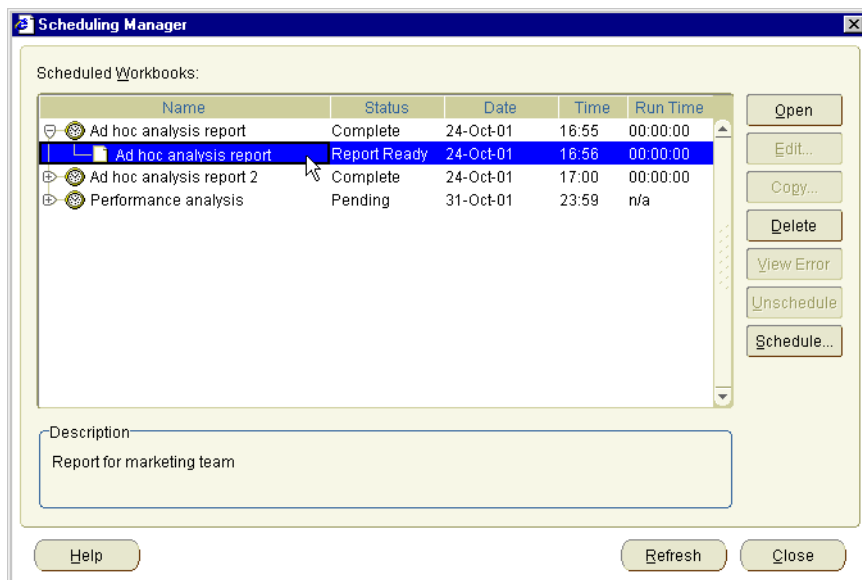 Scheduling Manager
Scheduled Workbooks:
Name Status Date Time Run Time
Ad hoc analysis report Complete 24-Oct-01 16:55 00:00:00
Ad hoc analysis report Report Ready 24-Oct-01 16:56 00:00:00
Ad hoc analysis report 2 Complete 24-Oct-01 17:00 00:00:00
Performance analysis Pending 31-Oct-01 23:59 n/a
Open
Edit...
Copy...
Delete
View Error
Unschedule
Schedule...
Description
Report for marketing team
Help Refresh Close